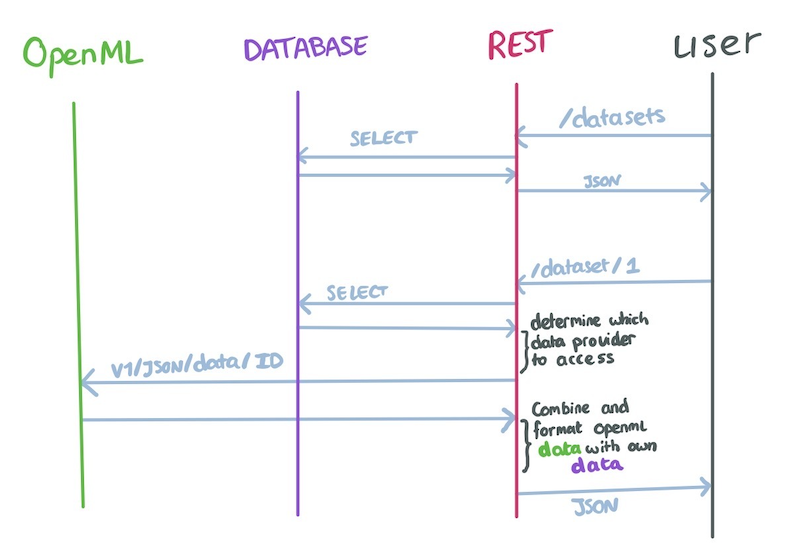 OpenML DATABASE REST user
/datasets
SELECT
JSON
/dataset/1
SELECT
determine which
data provider
to access
V1/JSON/data/ID
Combine and
format openml
data with own
data
JSON